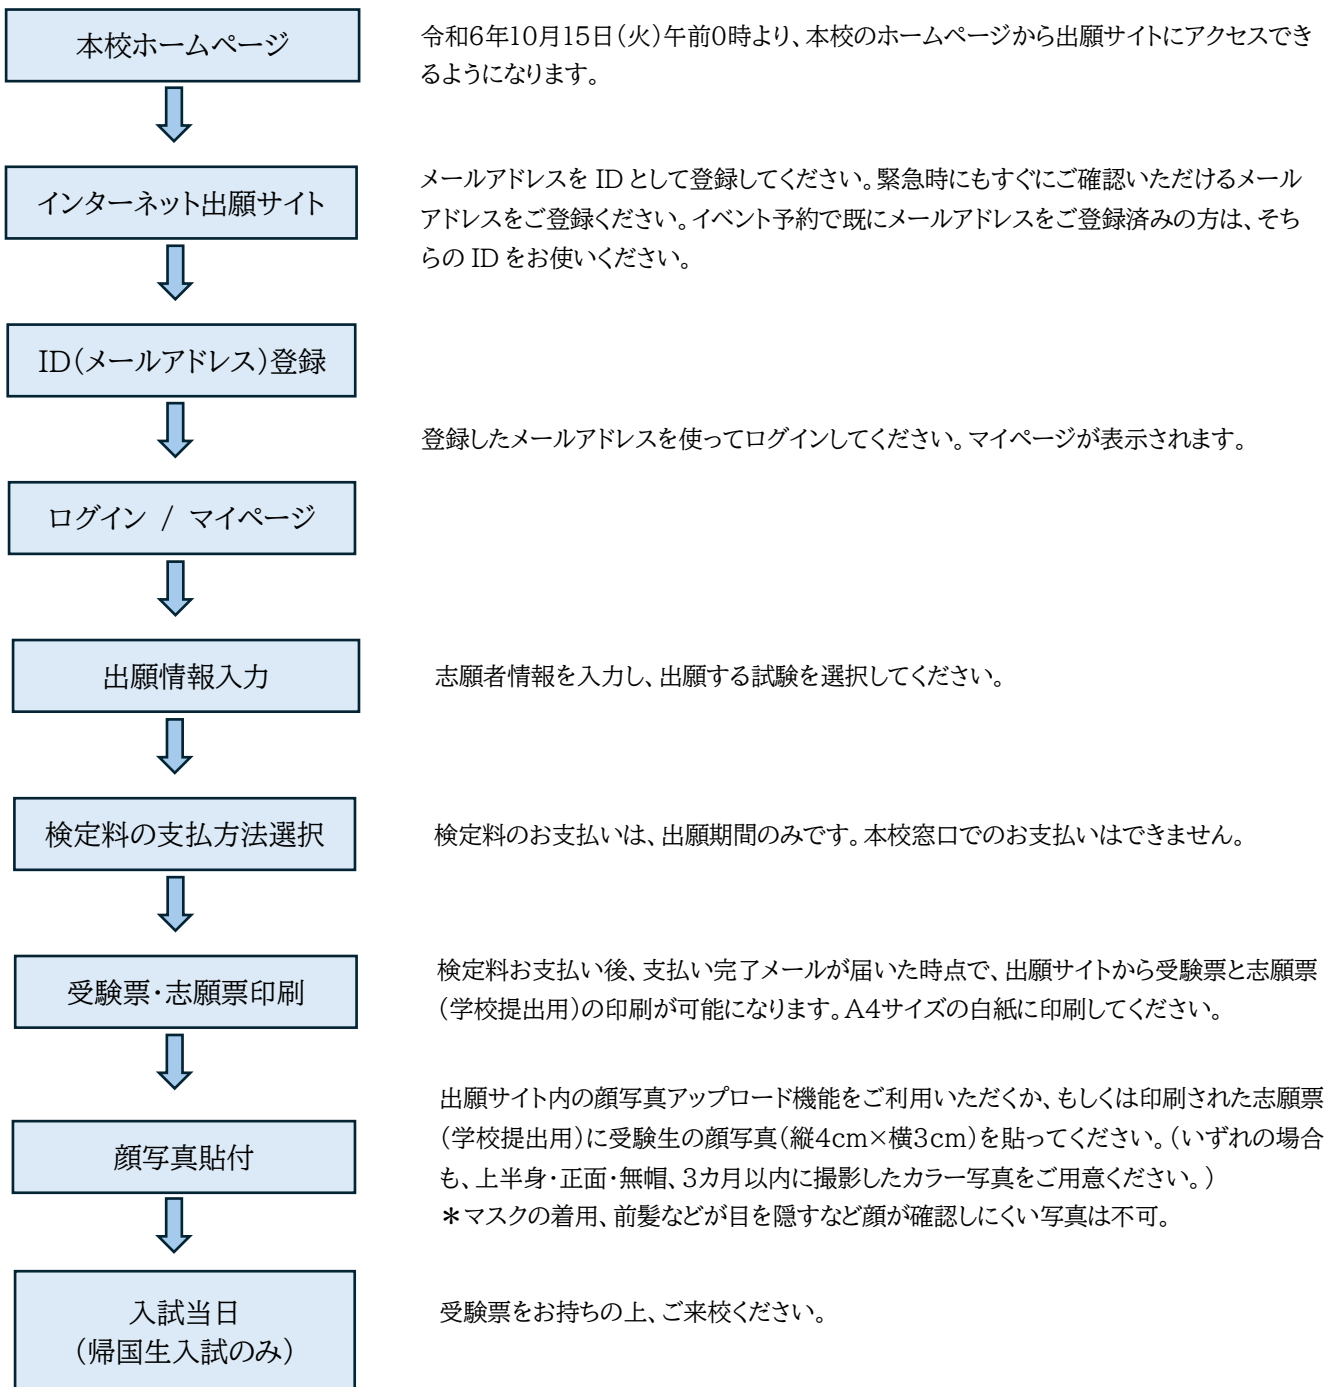 本校ホームページ
令和6年10月15日(火)午前0時より、本校のホームページから出願サイトにアクセスでき
るようになります。
インターネット出願サイト
メールアドレスを ID として登録してください。緊急時にもすぐにご確認いただけるメール
アドレスをご登録ください。イベント予約で既にメールアドレスをご登録済みの方は、そち
らの ID をお使いください。
ID(メールアドレス)登録
登録したメールアドレスを使ってログインしてください。マイページが表示されます。
ログイン / マイページ
出願情報入力
志願者情報を入力し、出願する試験を選択してください。
検定料の支払方法選択
検定料のお支払いは、出願期間のみです。本校窓口でのお支払いはできません。
受験票・志願票印刷
検定料お支払い後、支払い完了メールが届いた時点で、出願サイトから受験票と志願票
(学校提出用)の印刷が可能になります。A4サイズの白紙に印刷してください。
顔写真貼付
出願サイト内の顔写真アップロード機能をご利用いただくか、もしくは印刷された志願票
(学校提出用)に受験生の顔写真(縦4cm×横3cm)を貼ってください。(いずれの場合
も、上半身・正面・無帽、3カ月以内に撮影したカラー写真をご用意ください。)
＊マスクの着用、前髪などが目を隠すなど顔が確認しにくい写真は不可。
入試当日
(帰国生入試のみ)
受験票をお持ちの上、ご来校ください。